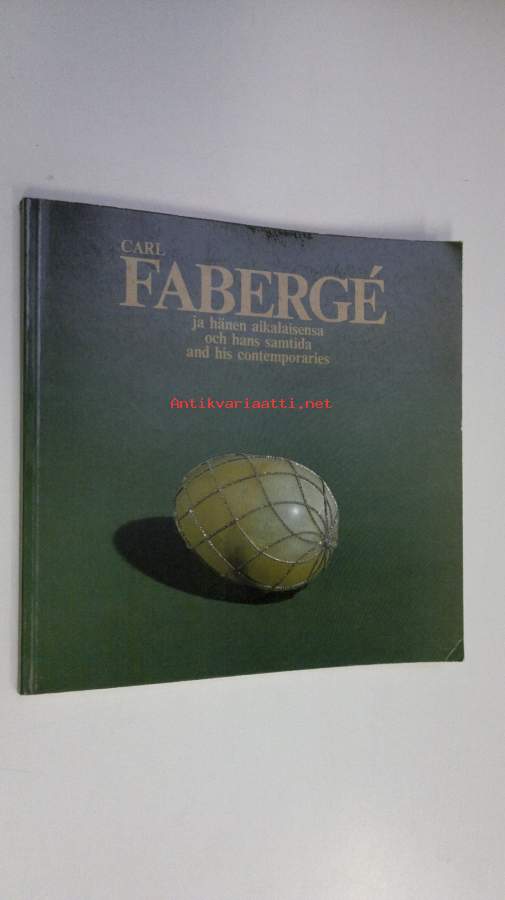 CARL
FABERGÉ
ja hänen aikalaisensa
och hans samtida
and his contemporaries
Antikvariaatti.net